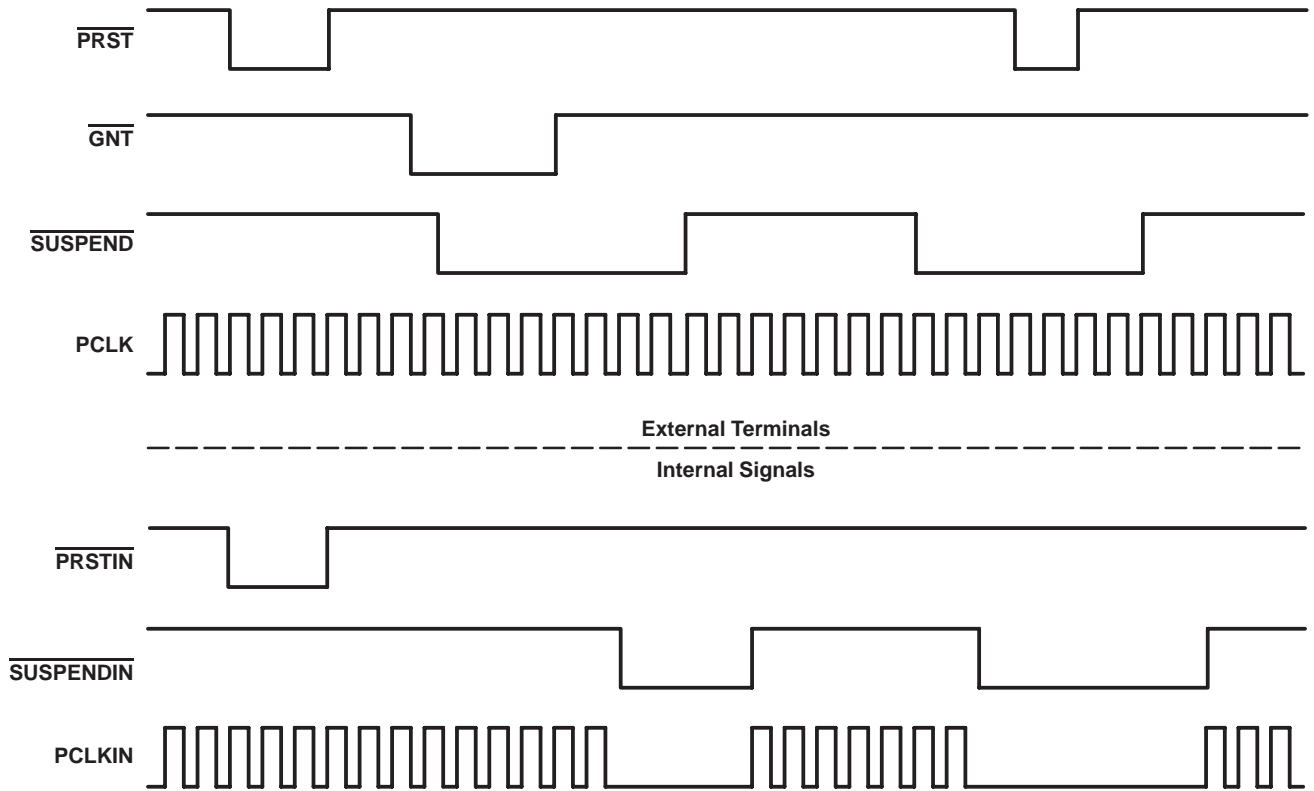 PRST
GNT
SUSPEND
PCLK
External Terminals
Internal Signals
PRSTIN
SUSPENDIN
PCLKIN